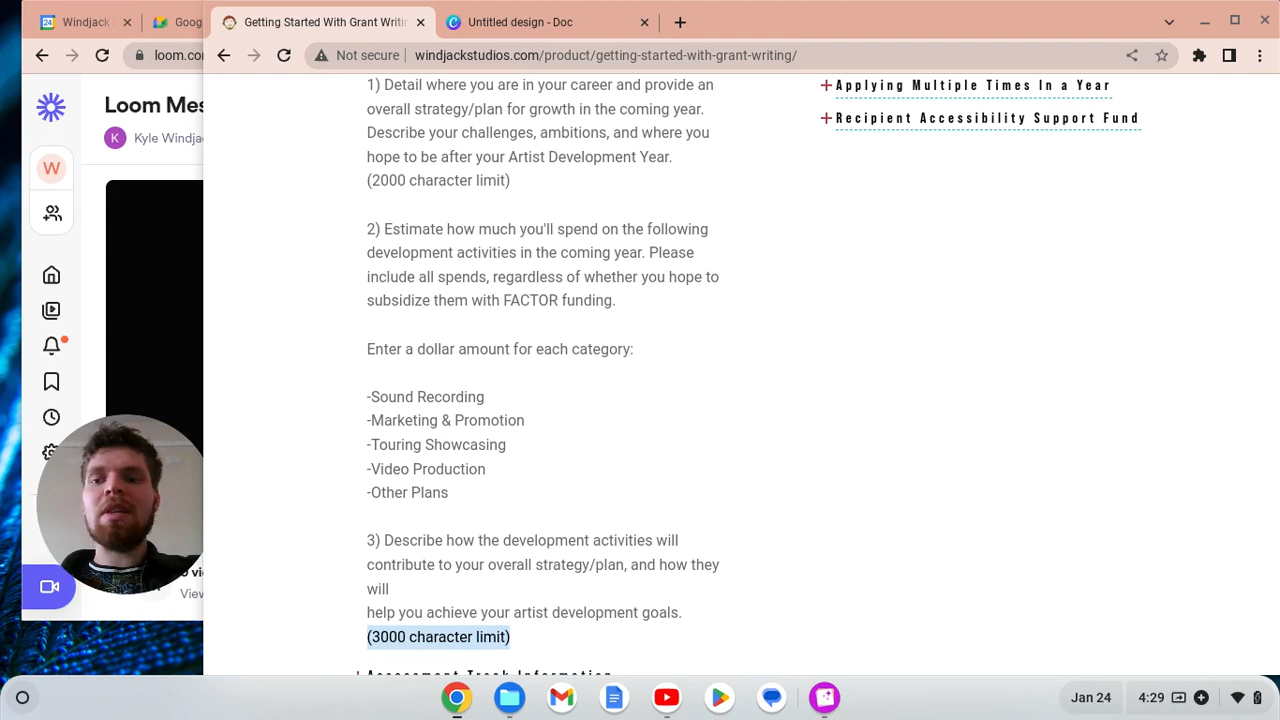 Windjack
Goog
Getting Started With Grant Writin
Untitled design - Doc
loom.co
Not secure
windjackstudios.com/product/getting-started-with-grant-writing/
Loom Mes
K
Kyle Windja
W
1) Detail where you are in your career and provide an
overall strategy/plan for growth in the coming year.
Describe your challenges, ambitions, and where you
hope to be after your Artist Development Year.
(2000 character limit)
2) Estimate how much you'll spend on the following
development activities in the coming year. Please
include all spends, regardless of whether you hope to
subsidize them with FACTOR funding.
Enter a dollar amount for each category:
-Sound Recording
-Marketing & Promotion
-Touring Showcasing
-Video Production
-Other Plans
3) Describe how the development activities will
contribute to your overall strategy/plan, and how they
will
help you achieve your artist development goals.
(3000 character limit)
Assessment Track Information
Applying Multiple Times In a Year
Recipient Accessibility Support Fund
0 vi
View
Jan 24
4:29